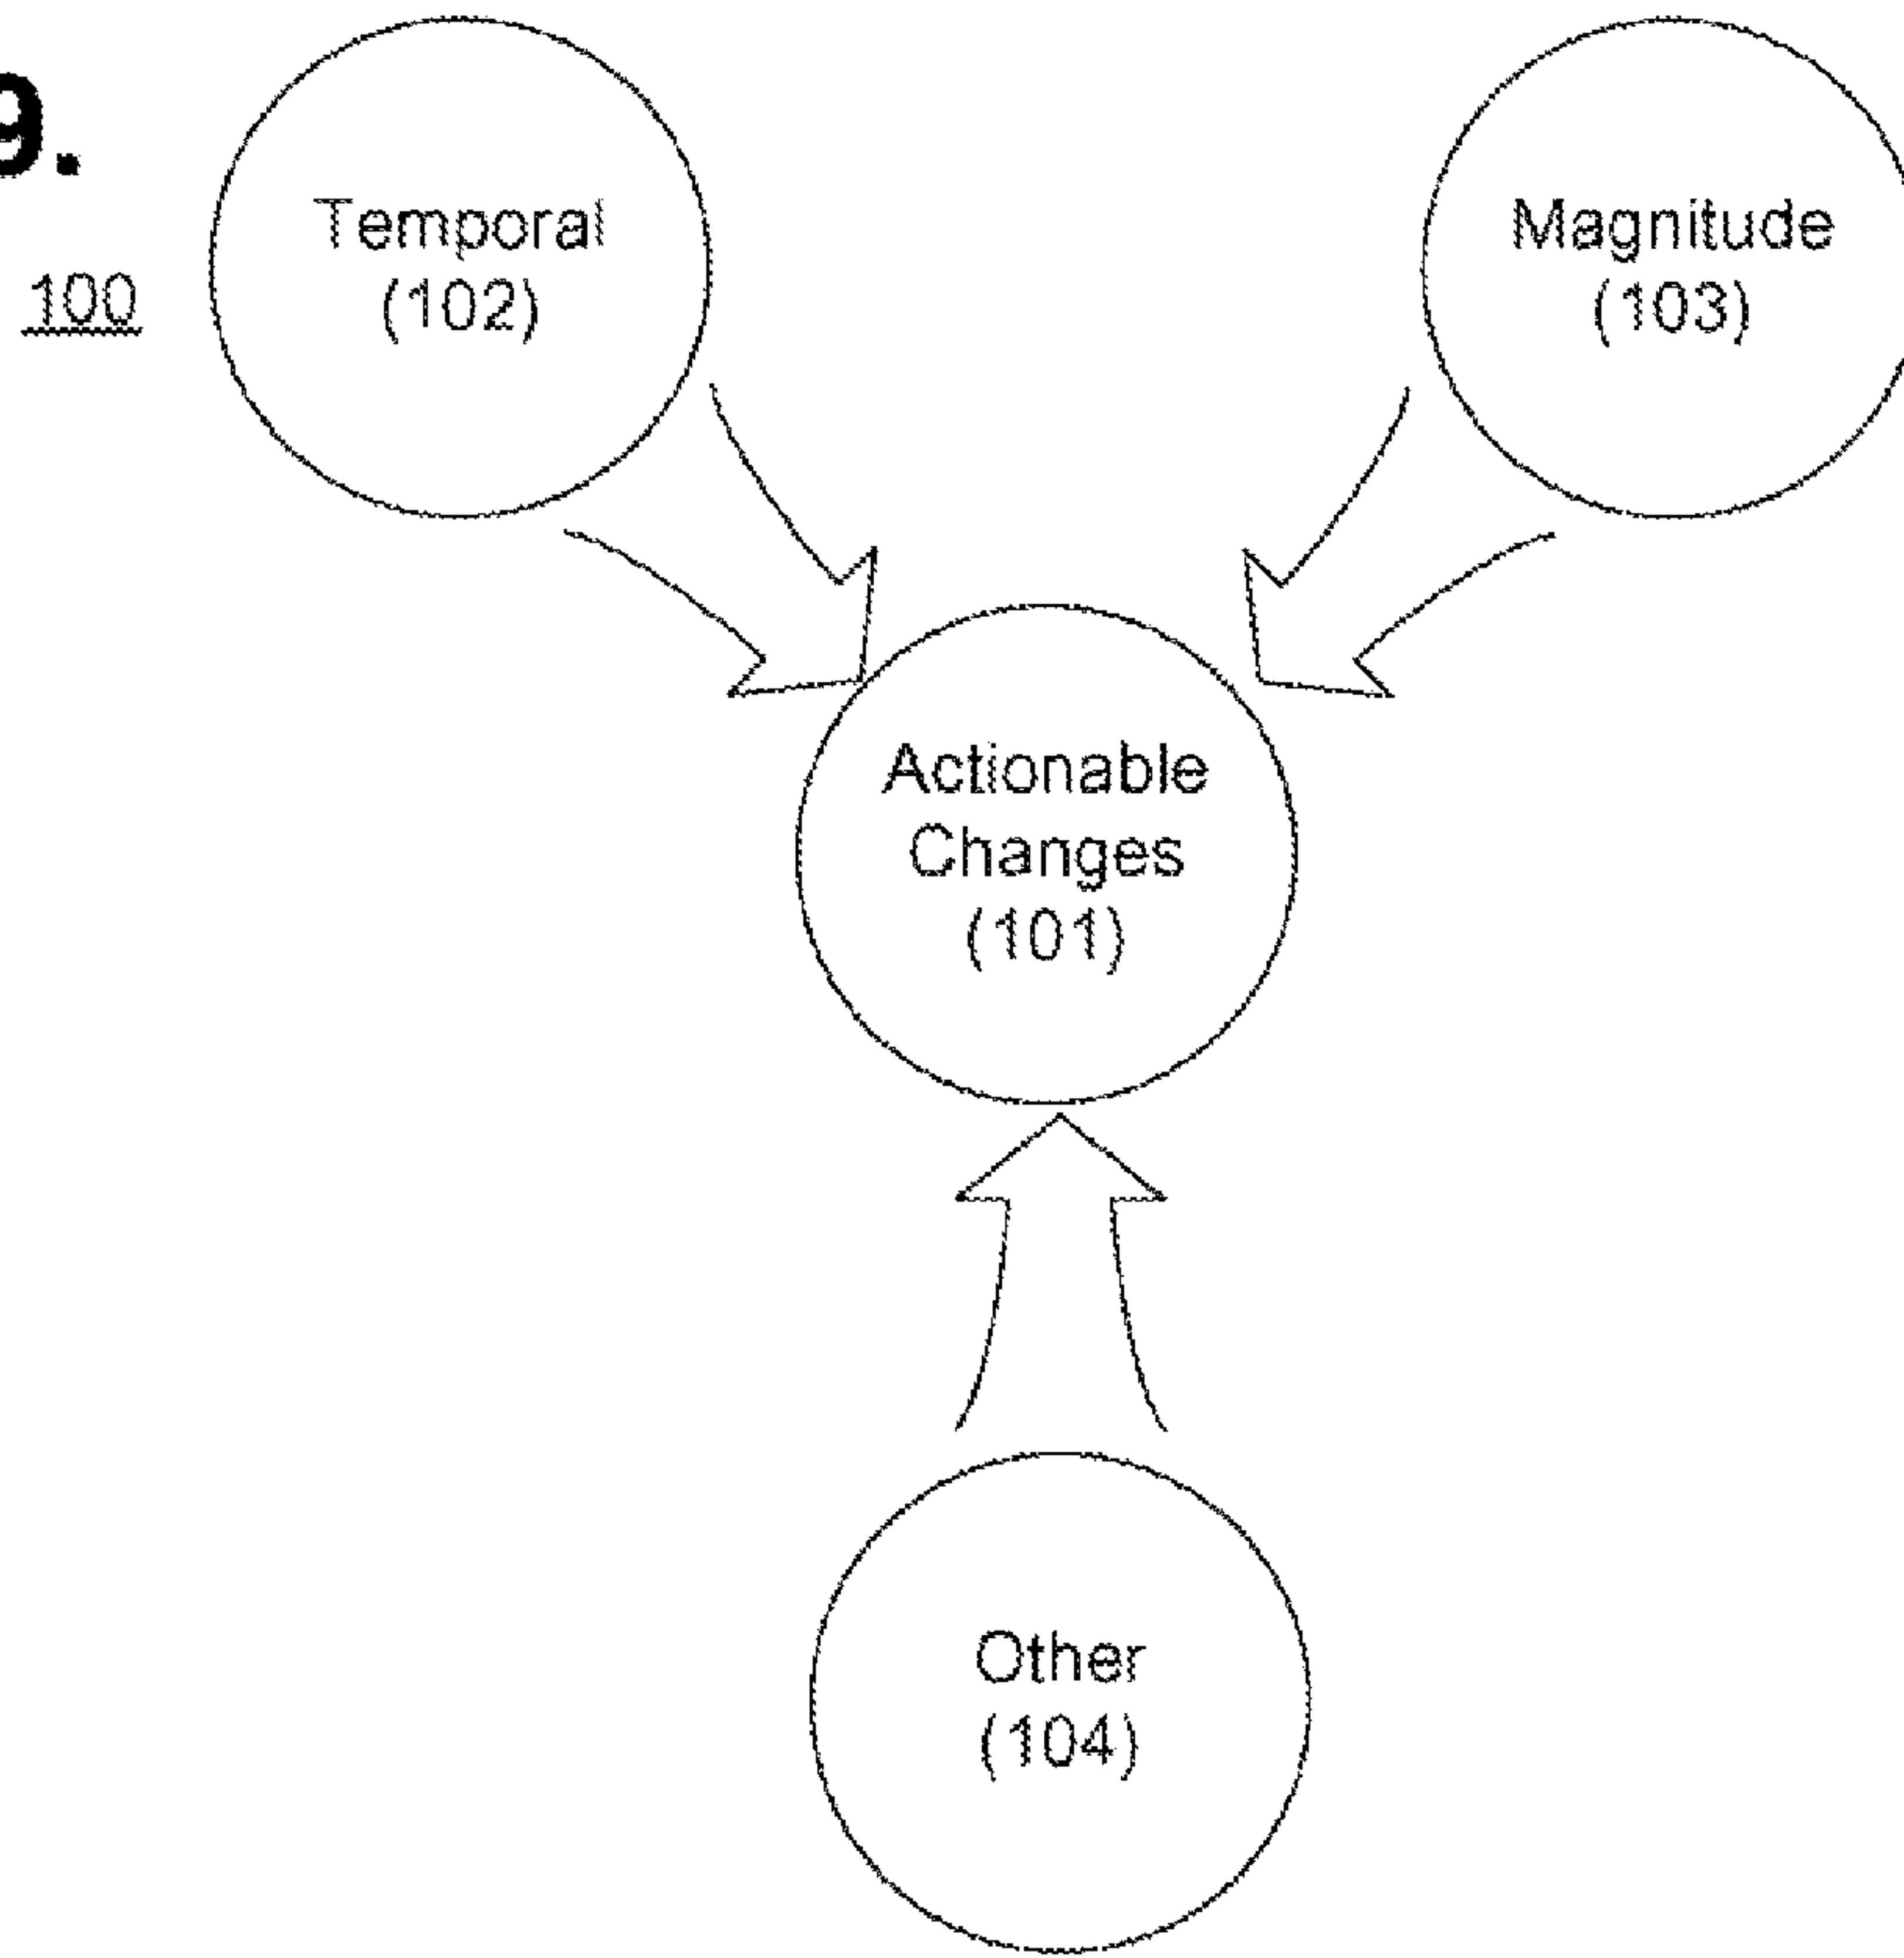 9.
100
Temporal
(102)
Magnitude
(103)
Actionable
Changes
(101)
Other
(104)